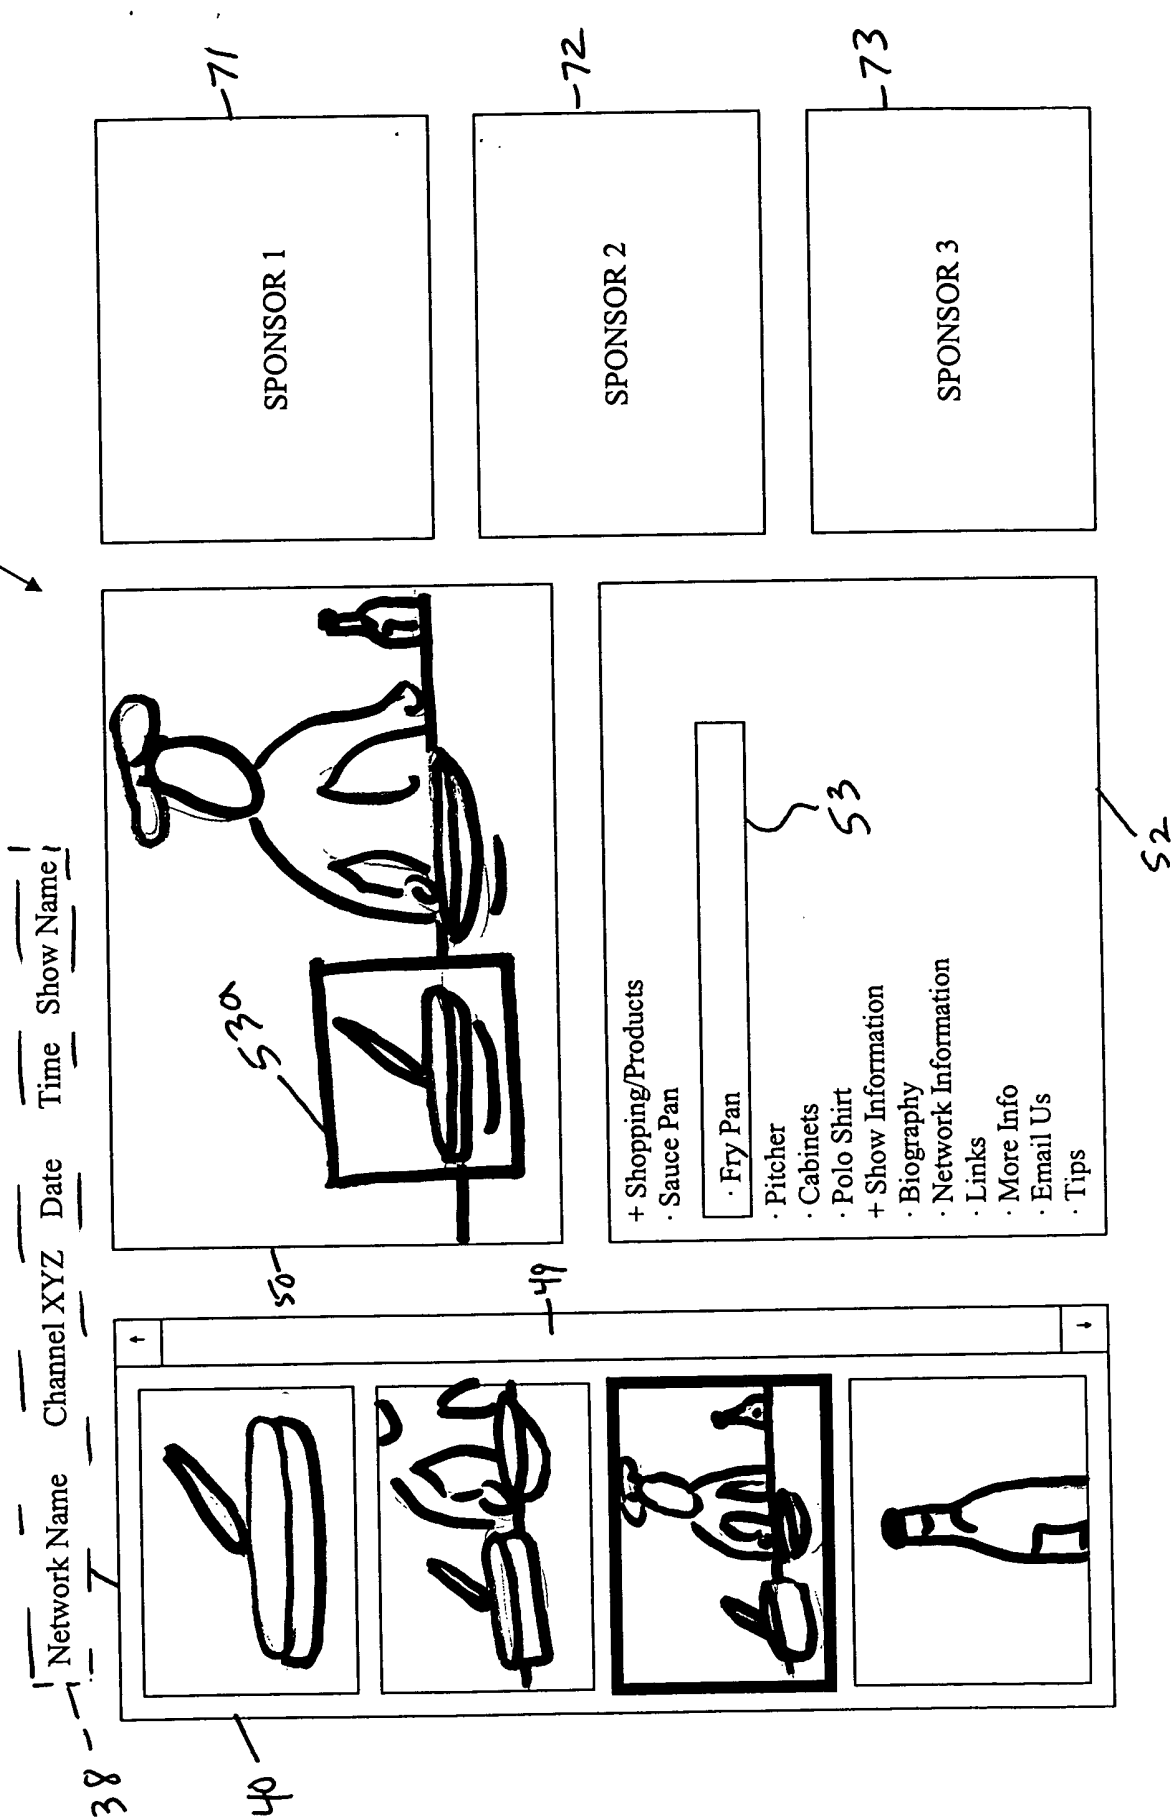 38
Network Name Channel XYZ Date Time Show Name
40
49
50
53a
71
SPONSOR 1
72
SPONSOR 2
73
SPONSOR 3
+ Shopping/Products
· Sauce Pan
· Fry Pan
· Pitcher
· Cabinets
· Polo Shirt
+ Show Information
· Biography
· Network Information
· Links
· More Info
· Email Us
· Tips
53
52